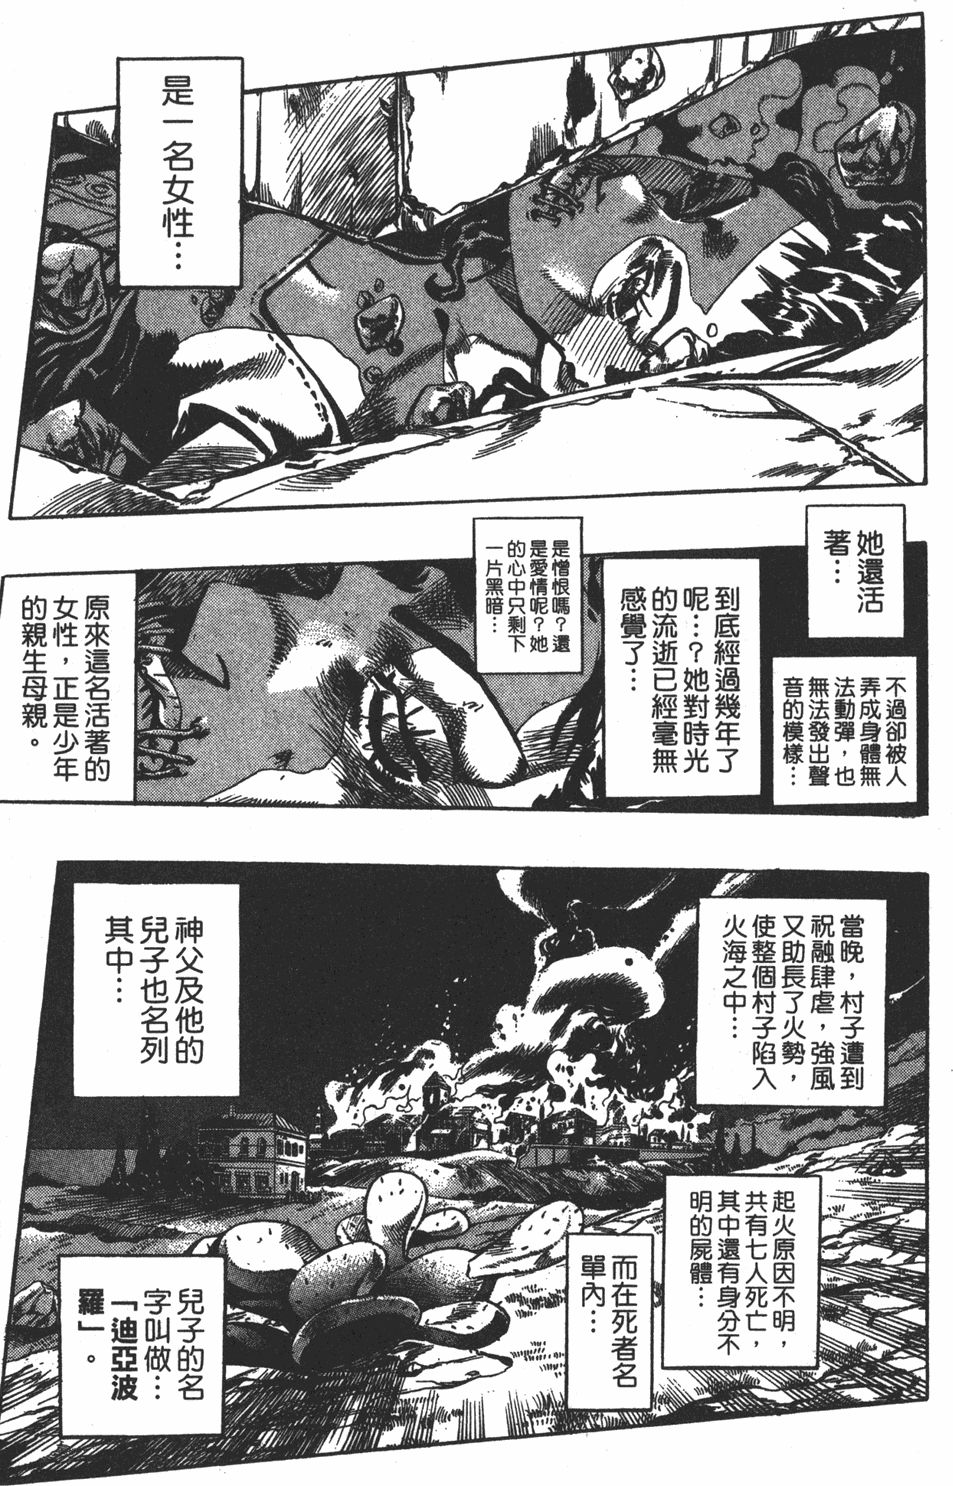 是一名女性…
她還活
著…
不過卻被人
弄成身體無
法動彈，也
無法發出聲
音的模樣…
到底經過幾年了
呢…？她對時光
的流逝已經毫無
感覺了…
是憎恨嗎？還
是愛情呢？她
的心中只剩下
一片黑暗…
原來這名活著的
女性，正是少年
的親生母親。
當晚，村子遭到
祝融肆虐，強風
又助長了火勢，
使整個村子陷入
火海之中…
起火原因不明，
共有七人死亡，
其中還有身分不
明的屍體…
而在死者名
單內…
神父及他的
兒子也名列
其中…
兒子的名
字叫做…
「迪亞波
羅」。